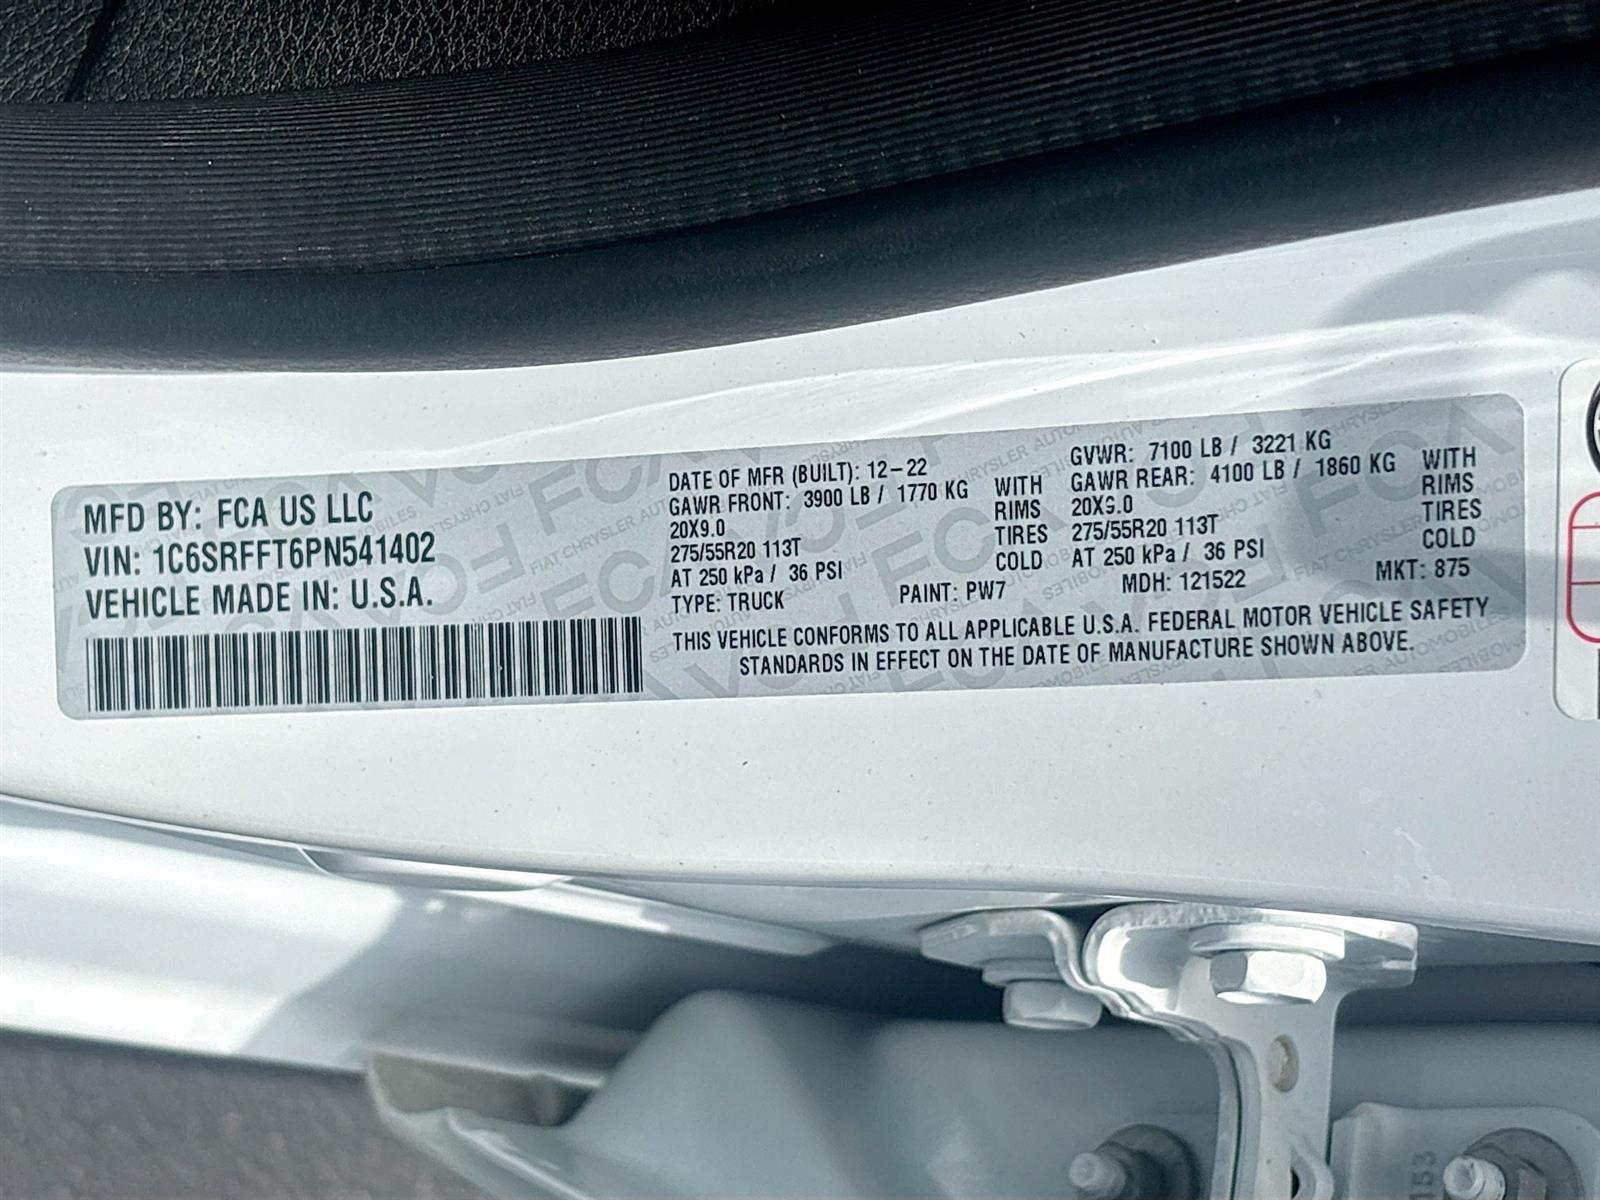 MFD BY: FCA US LLC
VIN: 1C6SRFFT6PN541402
VEHICLE MADE IN: U.S.A.
DATE OF MFR (BUILT): 12-22
GAWR FRONT: 3900 LB / 1770 KG WITH
20X9.0 RIMS
275/55R20 113T TIRES
AT 250 kPa / 36 PSI COLD
GVWR: 7100 LB / 3221 KG
GAWR REAR: 4100 LB / 1860 KG WITH
20X9.0 RIMS
275/55R20 113T TIRES
AT 250 kPa / 36 PSI COLD
TYPE: TRUCK PAINT: PW7 MDH: 121522 MKT: 875
THIS VEHICLE CONFORMS TO ALL APPLICABLE U.S.A. FEDERAL MOTOR VEHICLE SAFETY
STANDARDS IN EFFECT ON THE DATE OF MANUFACTURE SHOWN ABOVE.